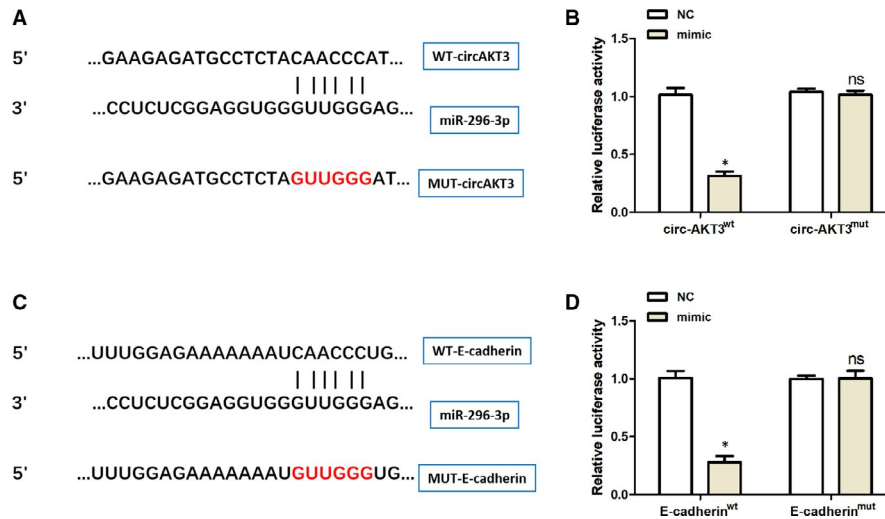 A
5' ...GAAGAGATGCCTCTACAACCCAT... WT-circAKT3
3' ...CCUCUCGGAGGUGGGUUGGGAG... miR-296-3p
5' ...GAAGAGATGCCTCTAGUUGGGAT... MUT-circAKT3
B
NC
mimic
Relative luciferase activity
1.5
1.0
0.5
0.0
*
ns
circ-AKT3wt
circ-AKT3mut
C
5' ...UUUGGAGAAAAAAAUCAACCCUG... WT-E-cadherin
3' ...CCUCUCGGAGGUGGGUUGGGAG... miR-296-3p
5' ...UUUGGAGAAAAAAAUGUUGGGUG... MUT-E-cadherin
D
NC
mimic
Relative luciferase activity
1.5
1.0
0.5
0.0
*
ns
E-cadherinwt
E-cadherinmut